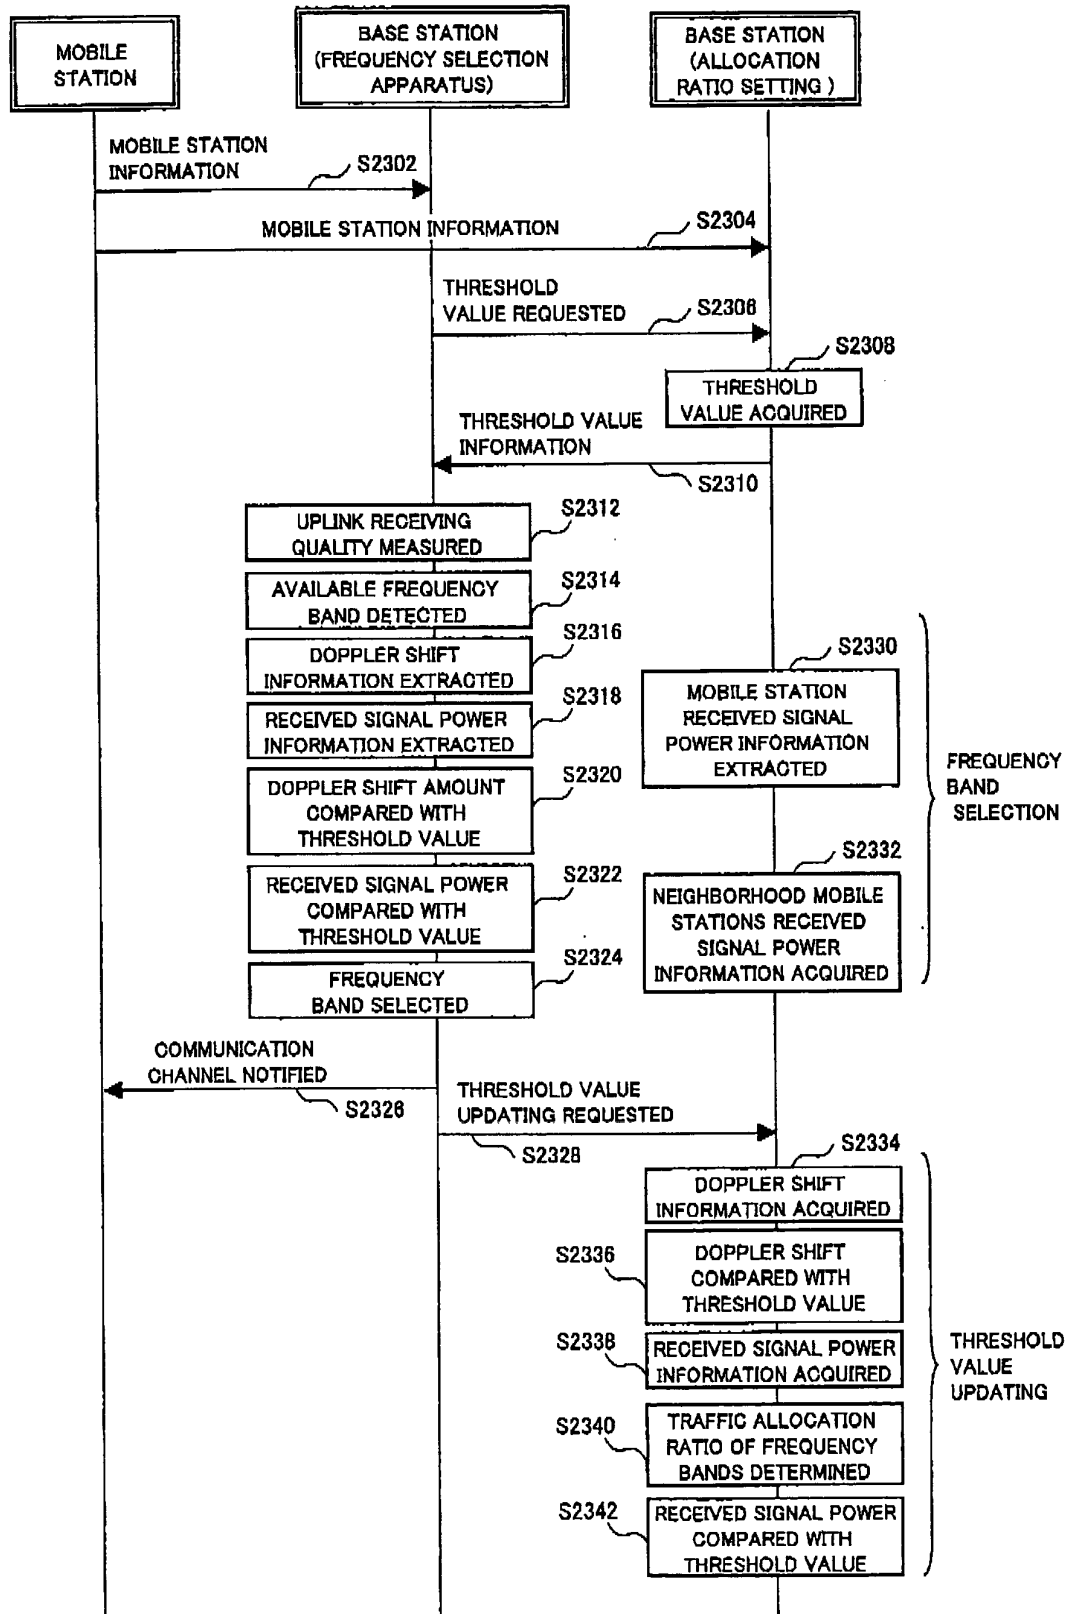 MOBILE
STATION
BASE STATION
(FREQUENCY SELECTION
APPARATUS)
BASE STATION
(ALLOCATION
RATIO SETTING )
MOBILE STATION
INFORMATION
S2302
MOBILE STATION INFORMATION
S2304
THRESHOLD
VALUE REQUESTED
S2306
S2308
THRESHOLD
VALUE ACQUIRED
THRESHOLD VALUE
INFORMATION
S2310
UPLINK RECEIVING
QUALITY MEASURED
S2312
AVAILABLE FREQUENCY
BAND DETECTED
S2314
DOPPLER SHIFT
INFORMATION EXTRACTED
S2316
RECEIVED SIGNAL POWER
INFORMATION EXTRACTED
S2318
DOPPLER SHIFT AMOUNT
COMPARED WITH
THRESHOLD VALUE
S2320
RECEIVED SIGNAL POWER
COMPARED WITH
THRESHOLD VALUE
S2322
FREQUENCY
BAND SELECTED
S2324
S2330
MOBILE STATION
RECEIVED SIGNAL
POWER INFORMATION
EXTRACTED
S2332
NEIGHBORHOOD MOBILE
STATIONS RECEIVED
SIGNAL POWER
INFORMATION ACQUIRED
FREQUENCY
BAND
SELECTION
COMMUNICATION
CHANNEL NOTIFIED
S2326
THRESHOLD VALUE
UPDATING REQUESTED
S2328
S2334
DOPPLER SHIFT
INFORMATION ACQUIRED
S2336
DOPPLER SHIFT
COMPARED WITH
THRESHOLD VALUE
S2338
RECEIVED SIGNAL POWER
INFORMATION ACQUIRED
S2340
TRAFFIC ALLOCATION
RATIO OF FREQUENCY
BANDS DETERMINED
S2342
RECEIVED SIGNAL POWER
COMPARED WITH
THRESHOLD VALUE
THRESHOLD
VALUE
UPDATING